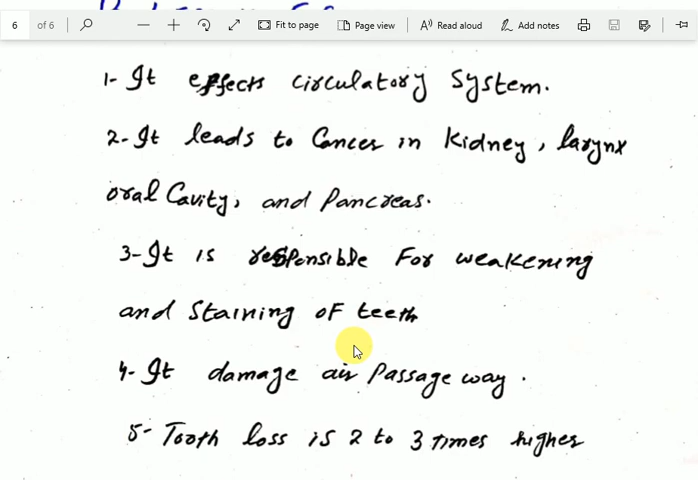 6 of 6 Fit to page Page view Read aloud Add notes
1- It effects circulatory system.
2- It leads to Cancer in Kidney, larynx
oral Cavity, and Pancreas.
3- It is responsible For weakening
and Staining of teeth
4- It damage air Passage way.
5- Tooth loss is 2 to 3 times higher